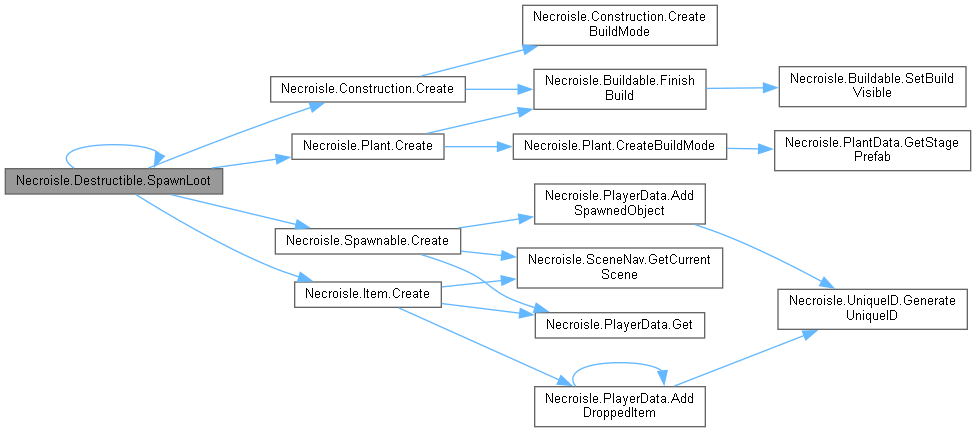 Necroisle.Destructible.SpawnLoot
Necroisle.Construction.Create
Necroisle.Plant.Create
Necroisle.Spawnable.Create
Necroisle.Item.Create
Necroisle.Construction.Create
BuildMode
Necroisle.Buildable.Finish
Build
Necroisle.Plant.CreateBuildMode
Necroisle.PlayerData.Add
SpawnedObject
Necroisle.SceneNav.GetCurrent
Scene
Necroisle.PlayerData.Get
Necroisle.PlayerData.Add
DroppedItem
Necroisle.Buildable.SetBuild
Visible
Necroisle.PlantData.GetStage
Prefab
Necroisle.UniqueID.Generate
UniqueID